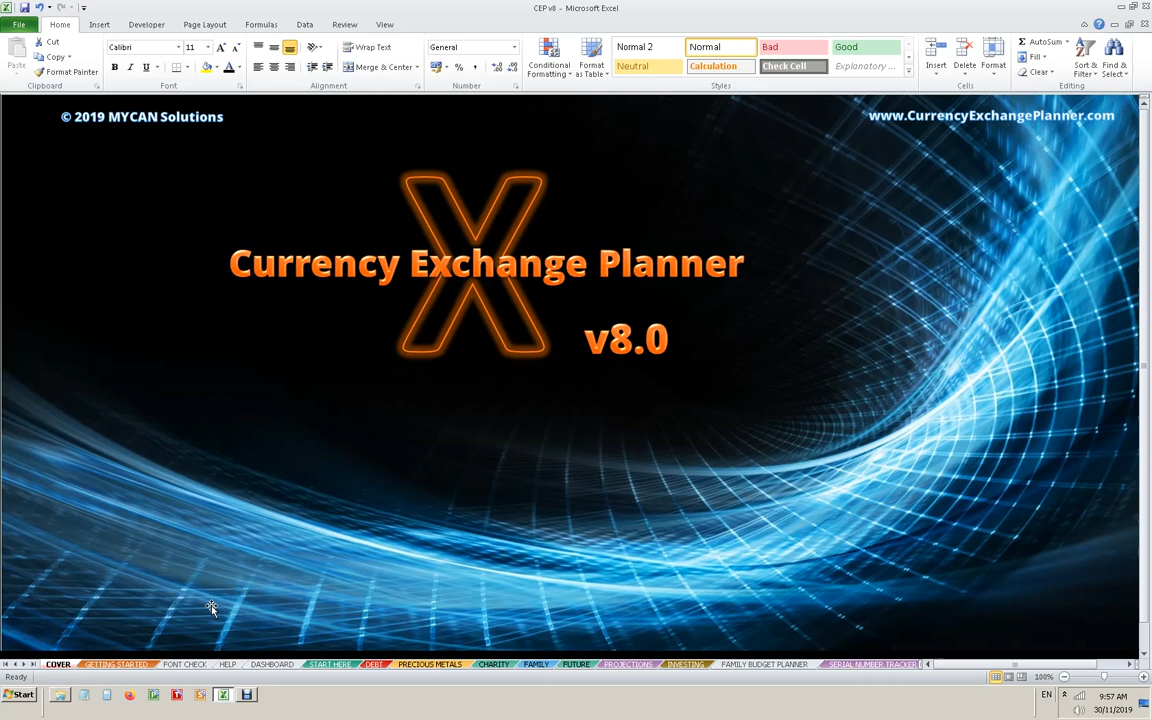 CEP v8 - Microsoft Excel
File Home Insert Developer Page Layout Formulas Data Review View
Paste
Cut
Copy
Format Painter
Clipboard
Calibri 11
B I U
Font
Wrap Text
Merge & Center
Alignment
General
%
Number
Conditional Formatting
Format as Table
Normal 2 Normal Bad Good
Neutral Calculation Check Cell Explanatory ...
Styles
Insert Delete Format
Cells
AutoSum
Fill
Clear
Sort & Filter
Find & Select
Editing
© 2019 MYCAN Solutions
www.CurrencyExchangePlanner.com
X
Currency Exchange Planner
v8.0
COVER GETTING STARTED FONT CHECK HELP DASHBOARD START HERE DEBT PRECIOUS METALS CHARITY FAMILY FUTURE PROJECTIONS INVESTING FAMILY BUDGET PLANNER SERIAL NUMBER TRACKER
Ready
100%
Start
EN
9:57 AM
30/11/2019